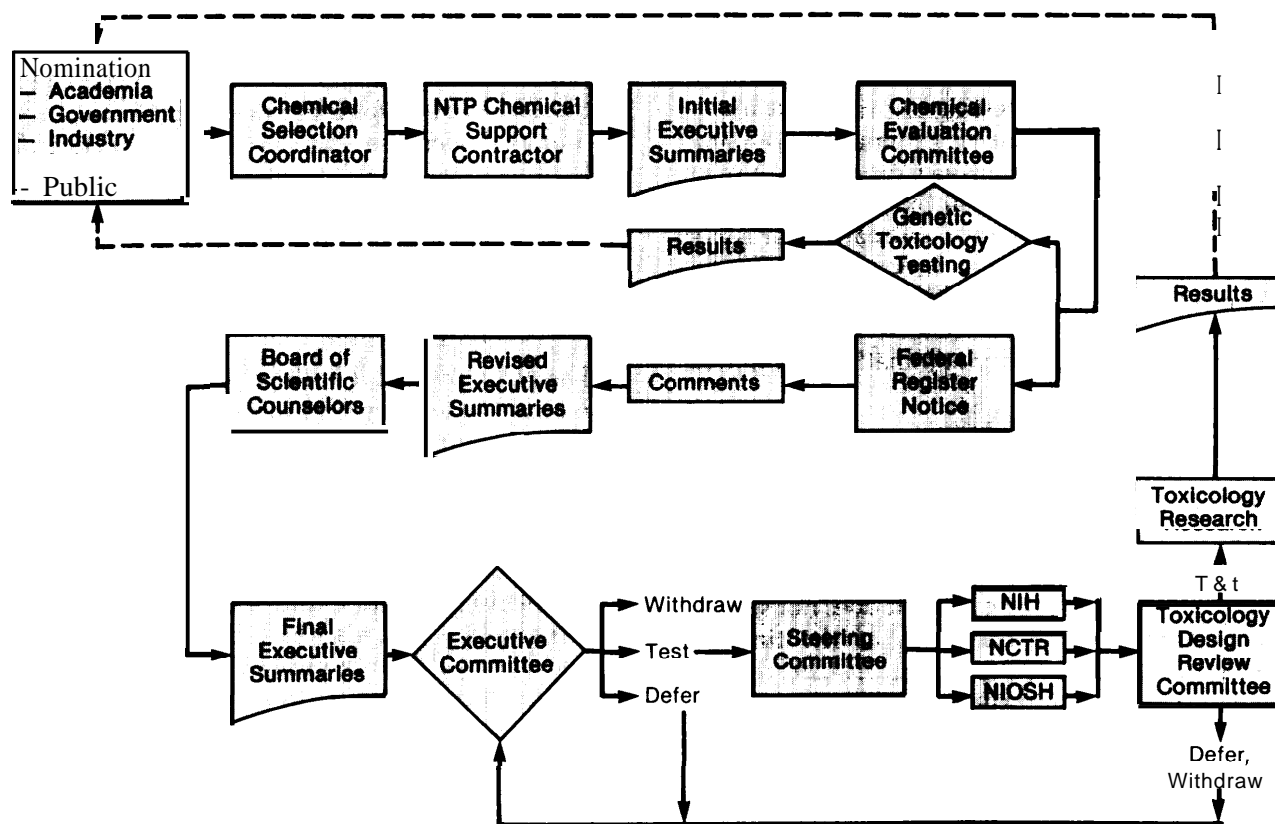 Nomination
– Academia
– Government
– Industry
-- Public
Chemical
Selection
Coordinator
NTP Chemical
Support
Contractor
Initial
Executive
Summaries
Chemical
Evaluation
Committee
Genetic
Toxicology
Testing
Results
Results
Board of
Scientific
Counselors
Revised
Executive
Summaries
Comments
Federal
Register
Notice
Toxicology
Research
T & t
Final
Executive
Summaries
Executive
Committee
Withdraw
Test
Defer
Steering
Committee
NIH
NCTR
NIOSH
Toxicology
Design
Review
Committee
Defer,
Withdraw